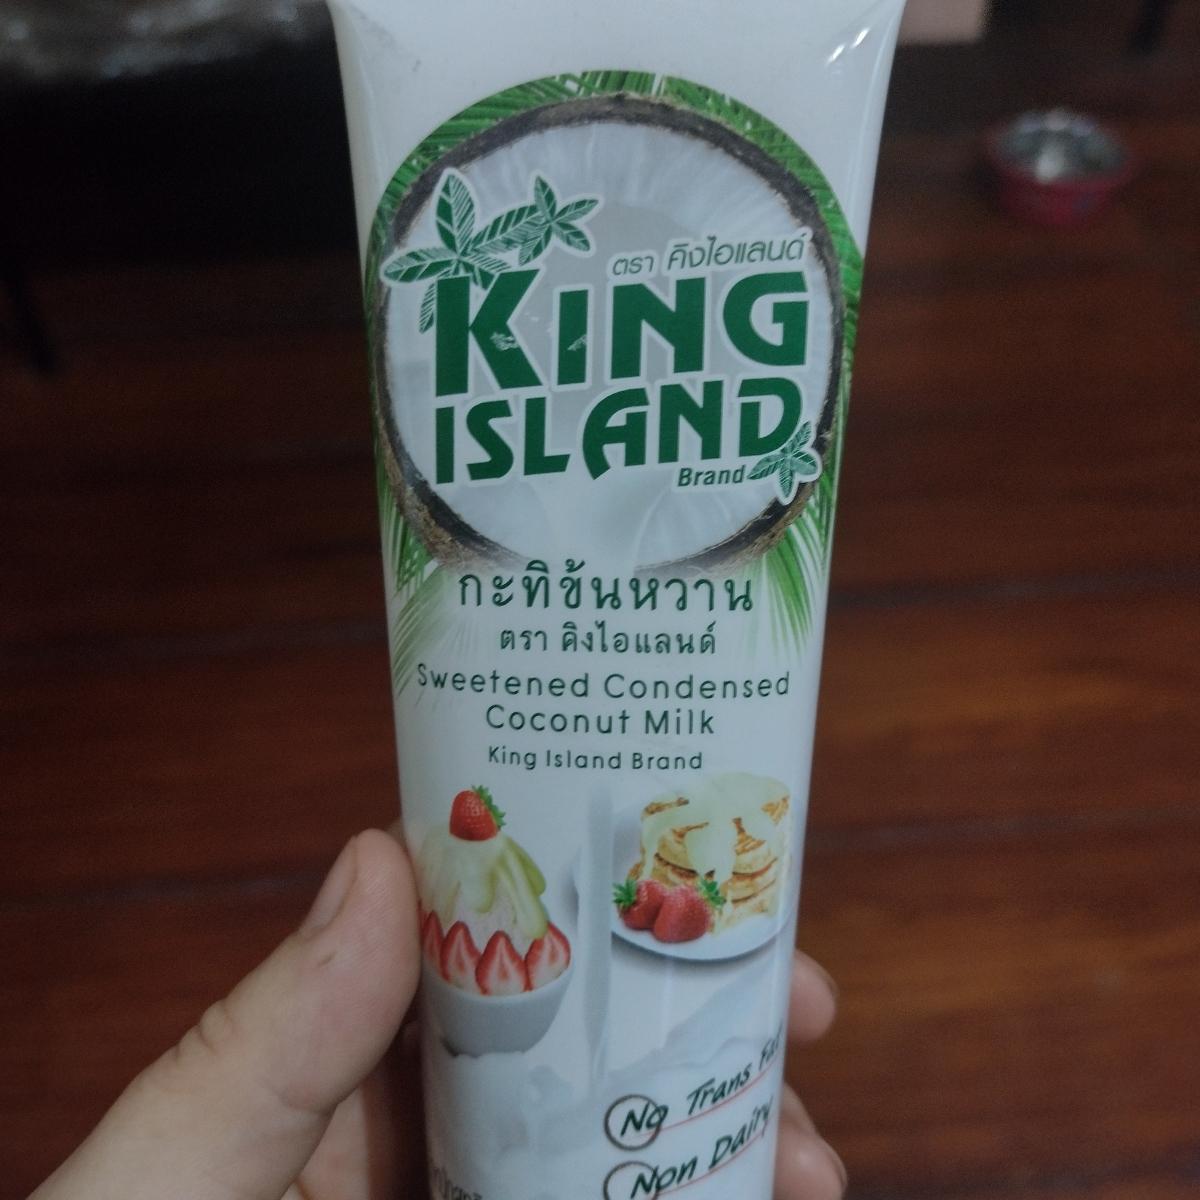 ตรา คิงไอแลนด์
KING
ISLAND
Brand
กะทิข้นหวาน
ตรา คิงไอแลนด์
Sweetened Condensed
Coconut Milk
King Island Brand
No Trans Fat
Non Dairy